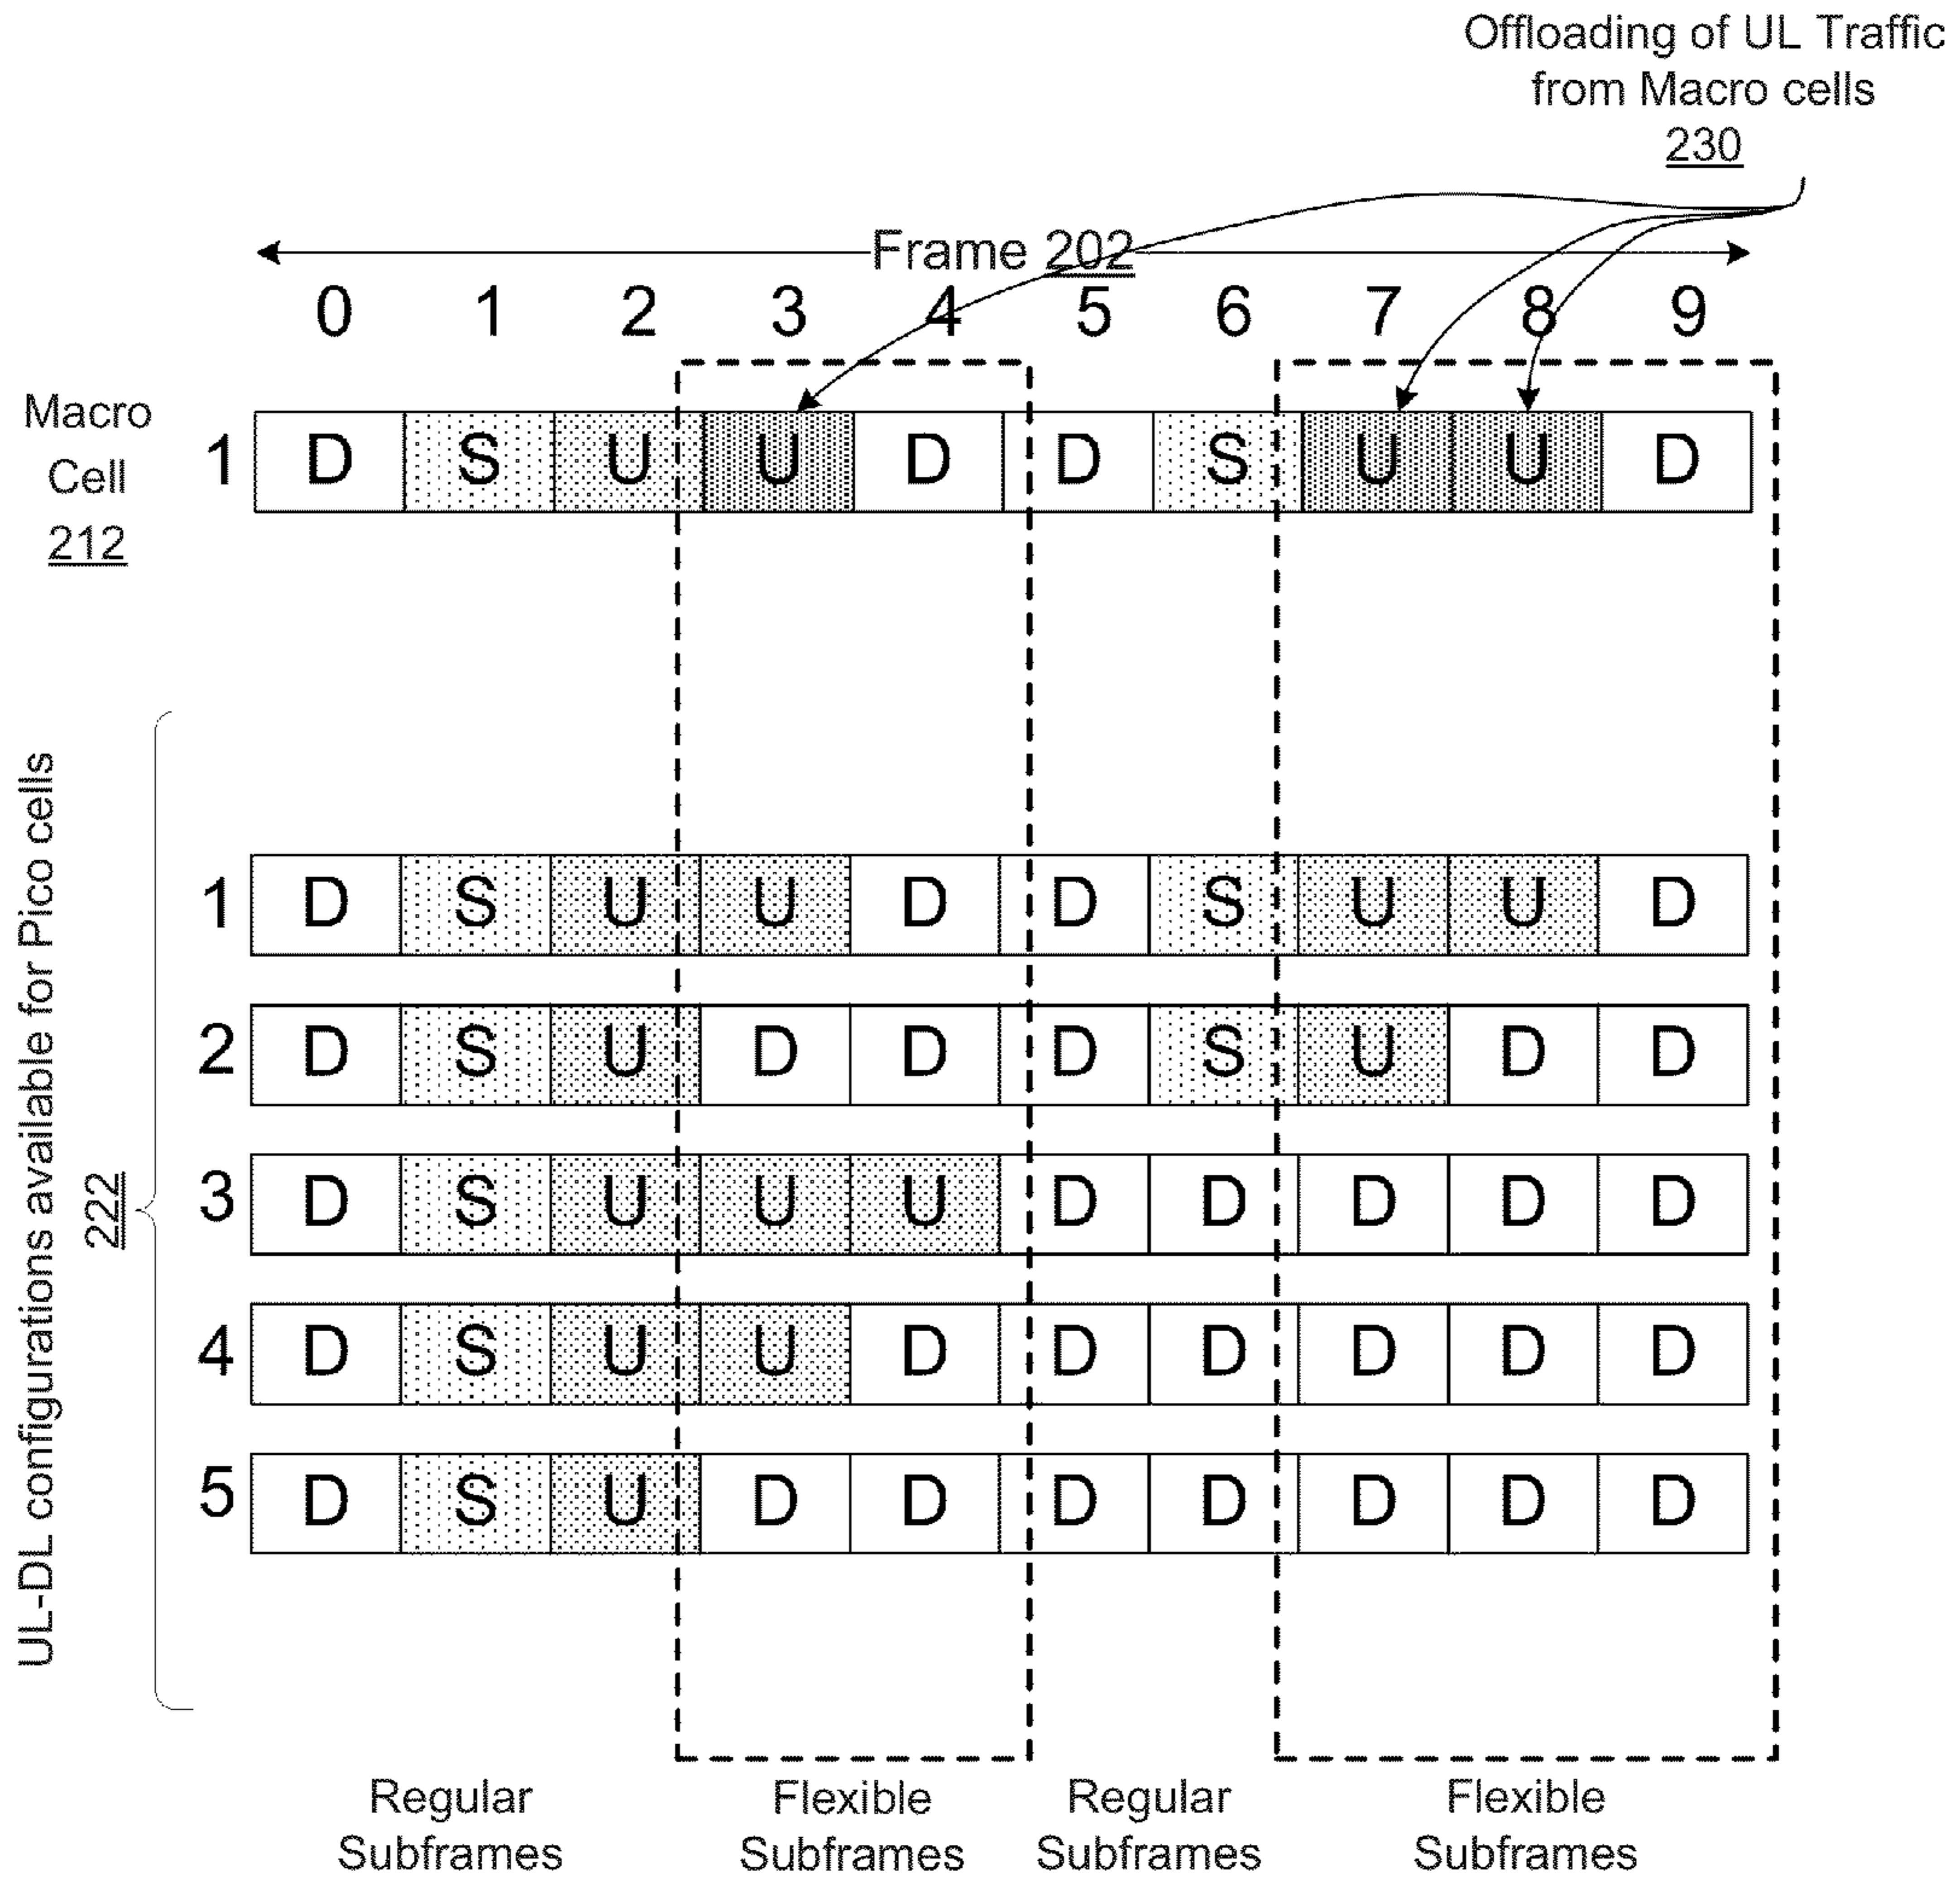 Offloading of UL Traffic
from Macro cells
230
Frame 202
0 1 2 3 4 5 6 7 8 9
Macro
Cell
212
1 D S U U D D S U U D
UL-DL configurations available for Pico cells
222
1 D S U U D D S U U D
2 D S U D D D S U D D
3 D S U U U D D D D D
4 D S U U D D D D D D
5 D S U D D D D D D D
Regular
Subframes
Flexible
Subframes
Regular
Subframes
Flexible
Subframes